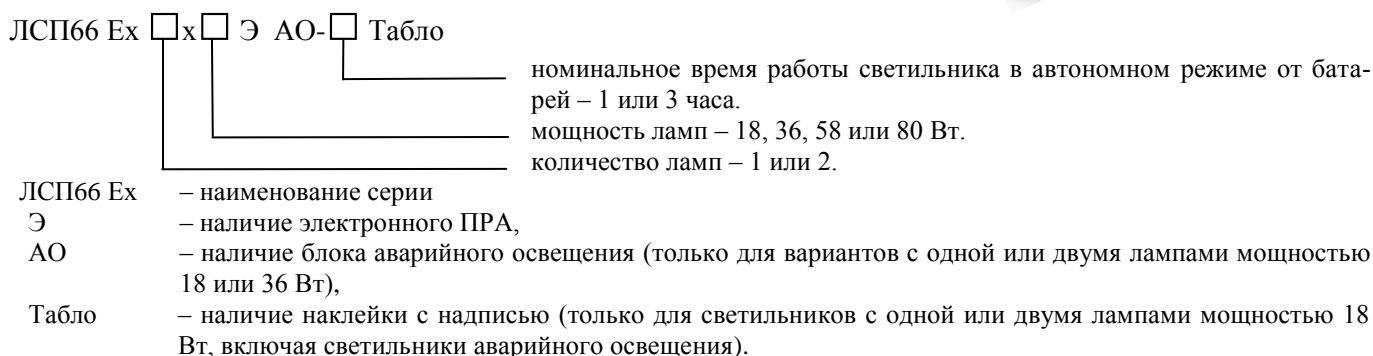 ЛСП66 Ex □х□ Э АО-□ Табло
номинальное время работы светильника в автономном режиме от бата-
рей – 1 или 3 часа.
мощность ламп – 18, 36, 58 или 80 Вт.
количество ламп – 1 или 2.
ЛСП66 Ex – наименование серии
Э – наличие электронного ПРА,
АО – наличие блока аварийного освещения (только для вариантов с одной или двумя лампами мощностью
18 или 36 Вт),
Табло – наличие наклейки с надписью (только для светильников с одной или двумя лампами мощностью 18
Вт, включая светильники аварийного освещения).